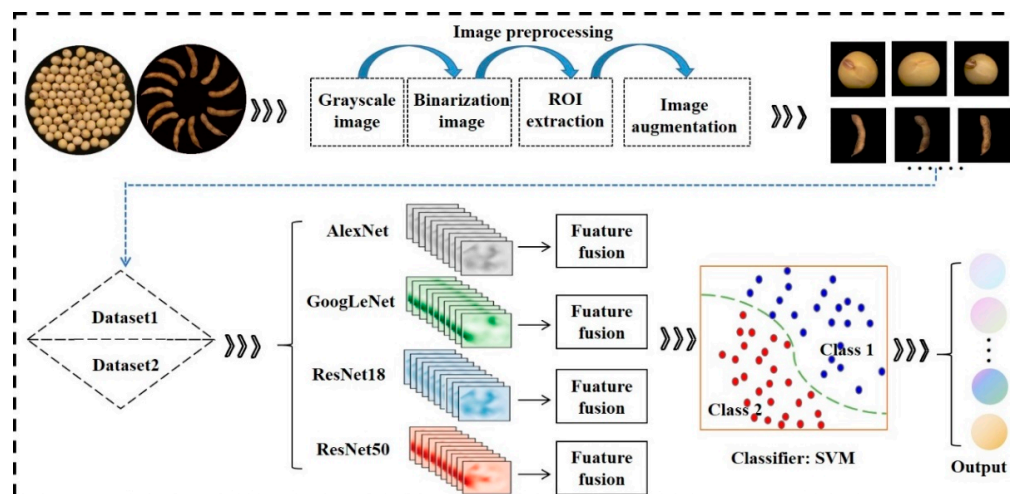 Image preprocessing
Grayscale
image
Binarization
image
ROI
extraction
Image
augmentation
AlexNet
Fuature
fusion
GoogLeNet
Fuature
fusion
Dataset1
Dataset2
ResNet18
Fuature
fusion
ResNet50
Fuature
fusion
Class 1
Class 2
Classifier: SVM
Output